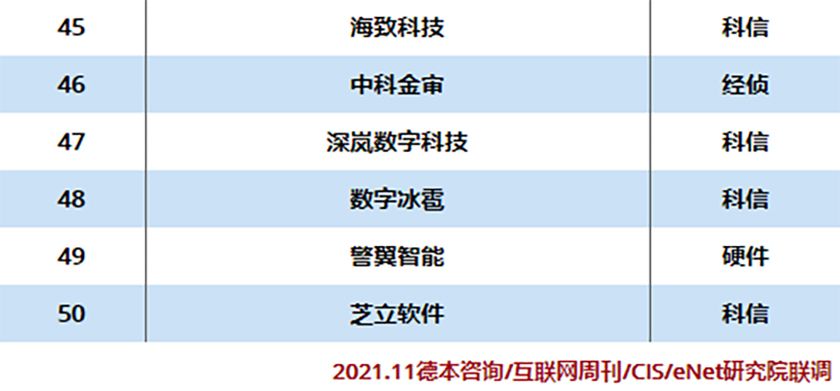 45 海致科技 科信
46 中科金审 经侦
47 深岚数字科技 科信
48 数字冰雹 科信
49 警翼智能 硬件
50 芝立软件 科信
2021.11德本咨询/互联网周刊/CIS/eNet研究院联调